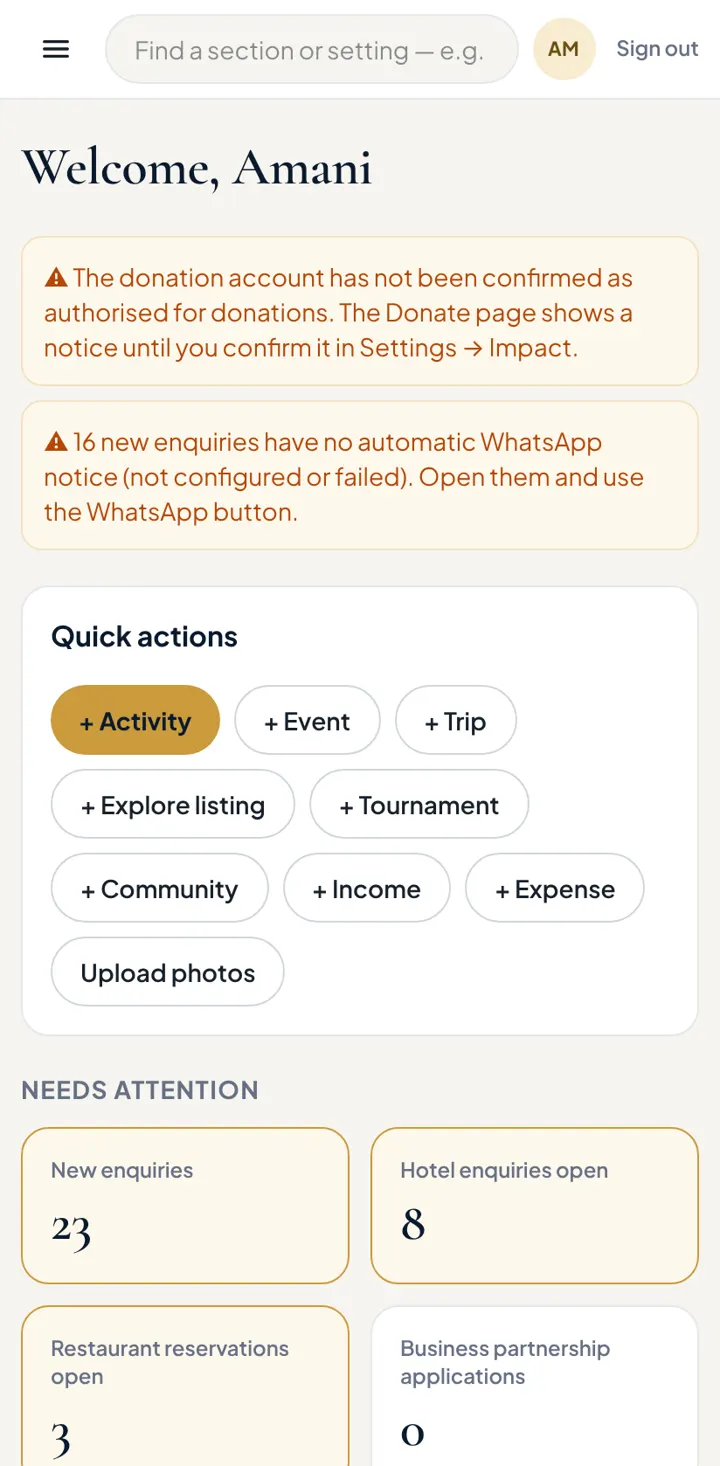 Find a section or setting — e.g.
AM
Sign out
Welcome, Amani
⚠ The donation account has not been confirmed as
authorised for donations. The Donate page shows a
notice until you confirm it in Settings → Impact.
⚠ 16 new enquiries have no automatic WhatsApp
notice (not configured or failed). Open them and use
the WhatsApp button.
Quick actions
+ Activity
+ Event
+ Trip
+ Explore listing
+ Tournament
+ Community
+ Income
+ Expense
Upload photos
NEEDS ATTENTION
New enquiries
23
Hotel enquiries open
8
Restaurant reservations
open
3
Business partnership
applications
0